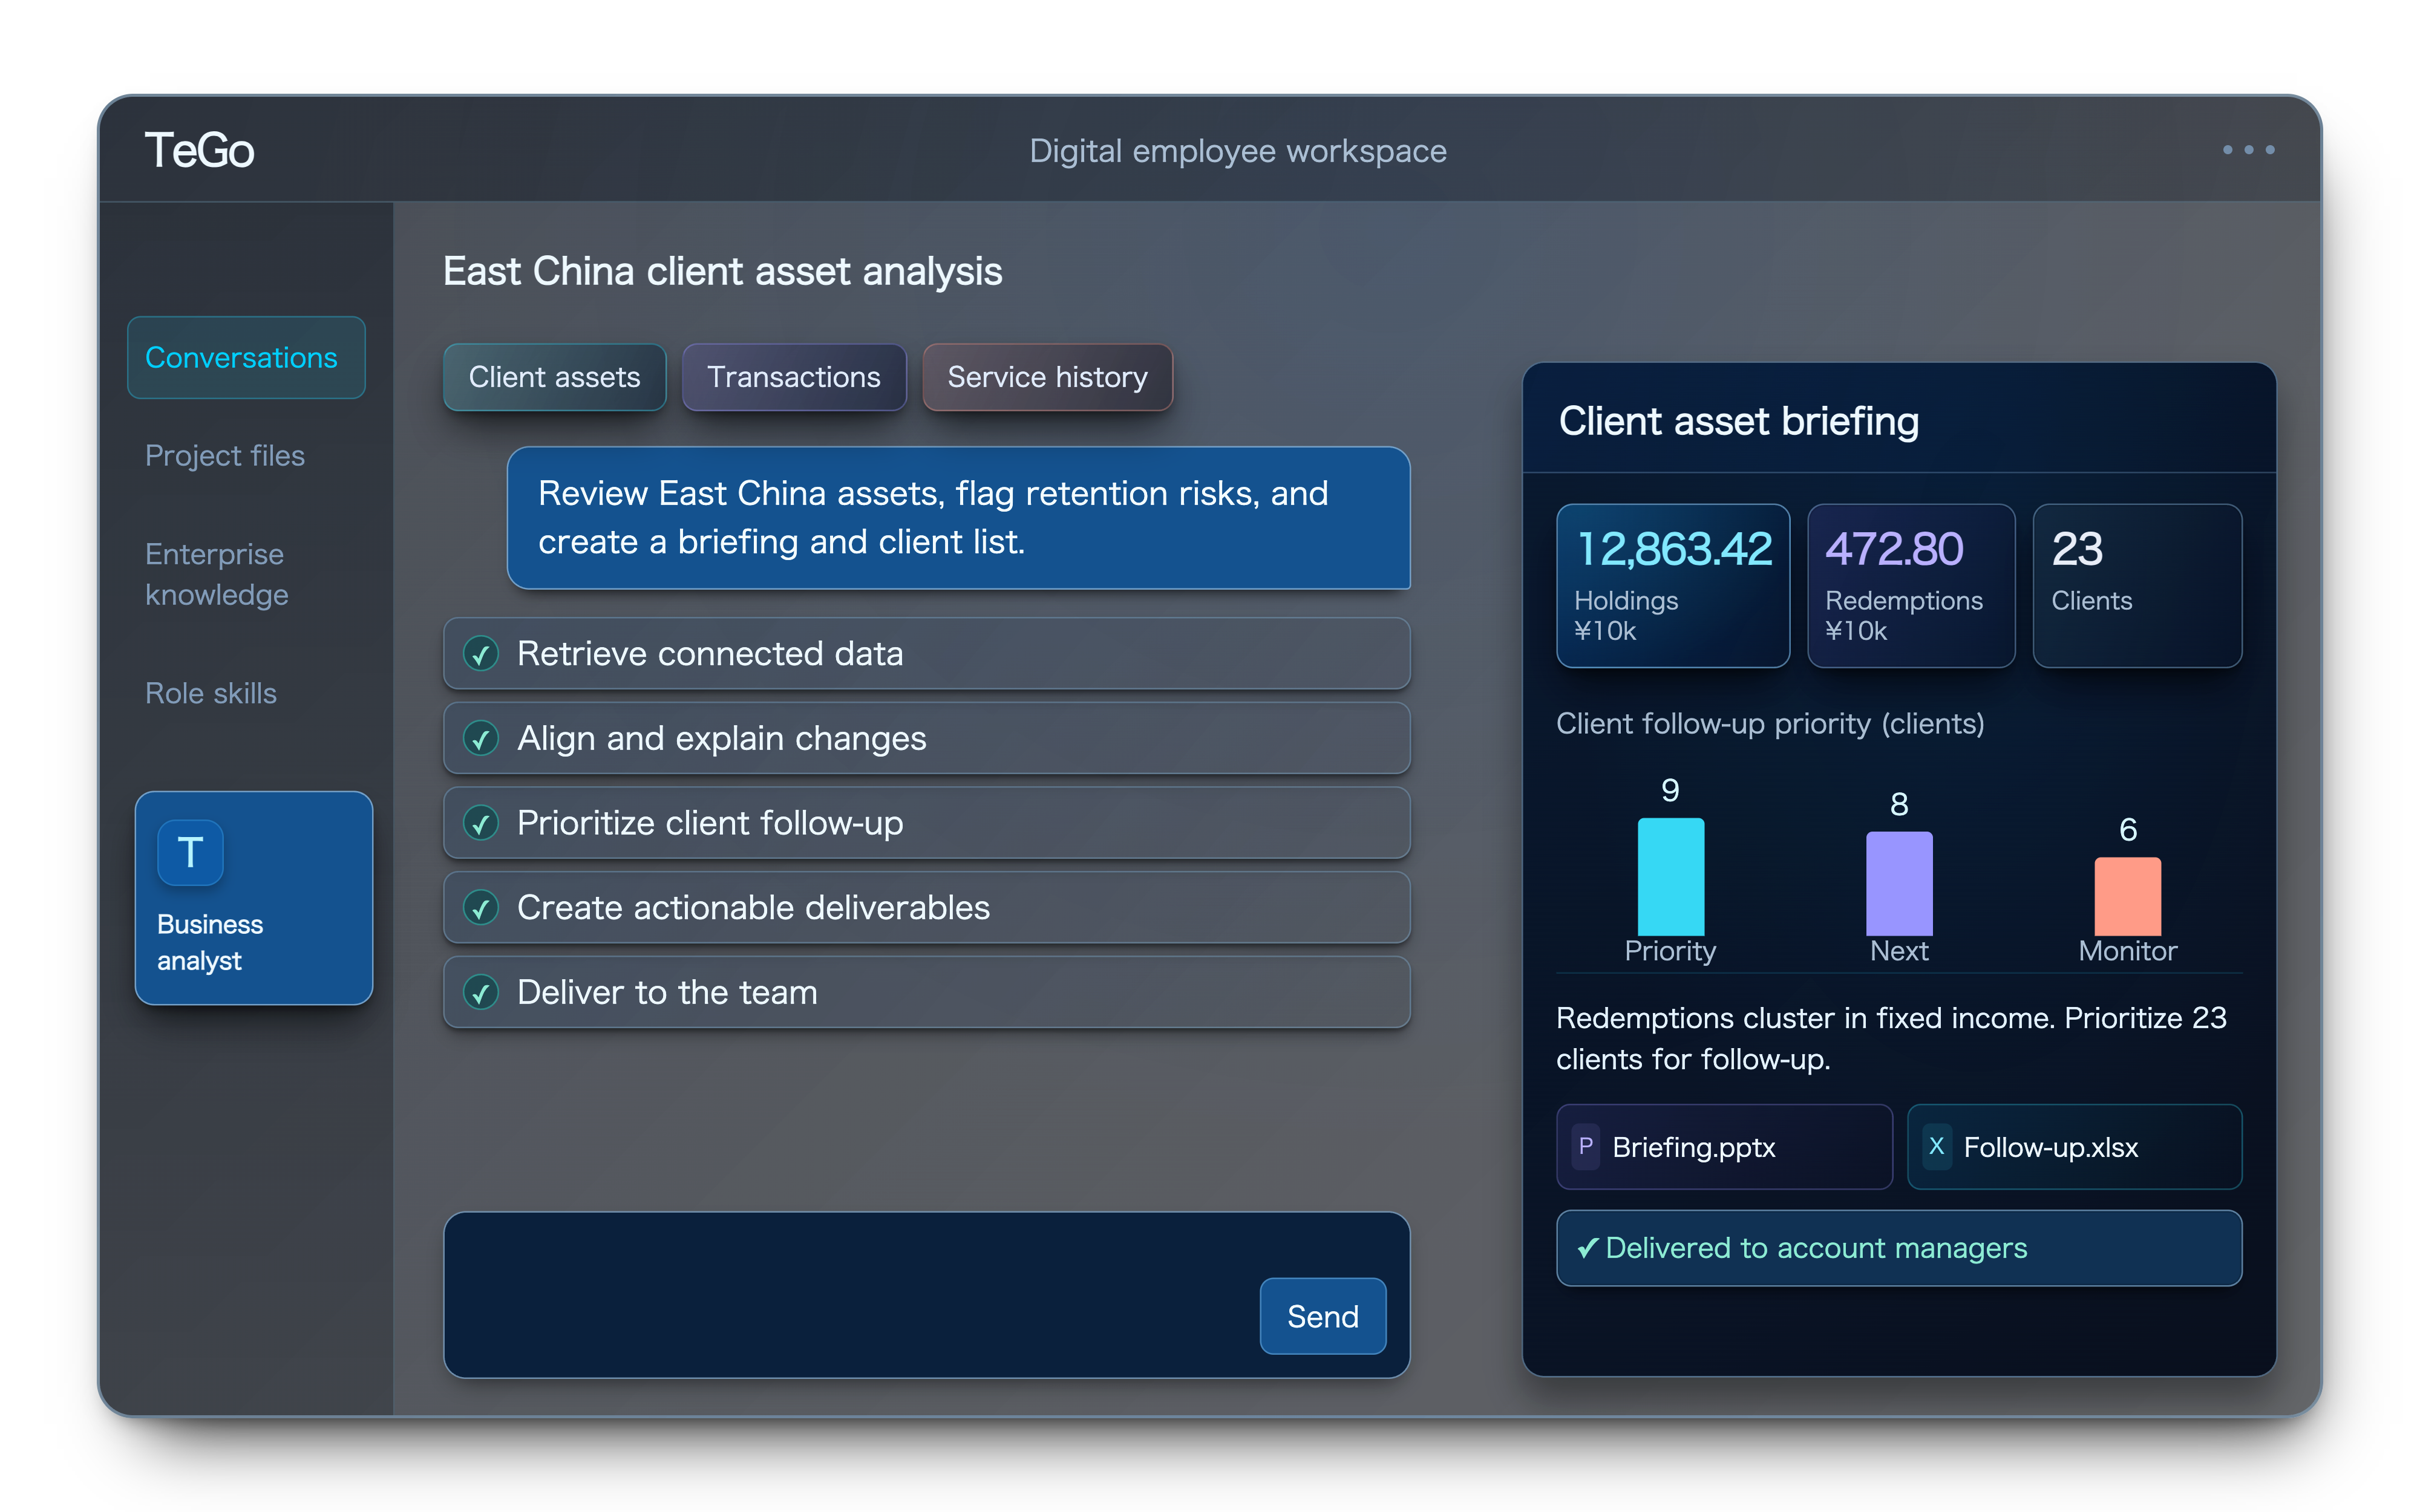 TeGo
Digital employee workspace
Conversations
Project files
Enterprise
knowledge
Role skills
T
Business
analyst
East China client asset analysis
Client assets
Transactions
Service history
Review East China assets, flag retention risks, and
create a briefing and client list.
✓ Retrieve connected data
✓ Align and explain changes
✓ Prioritize client follow-up
✓ Create actionable deliverables
✓ Deliver to the team
Send
Client asset briefing
12,863.42
Holdings
¥10k
472.80
Redemptions
¥10k
23
Clients
Client follow-up priority (clients)
9
8
6
Priority
Next
Monitor
Redemptions cluster in fixed income. Prioritize 23
clients for follow-up.
P Briefing.pptx
X Follow-up.xlsx
✓ Delivered to account managers